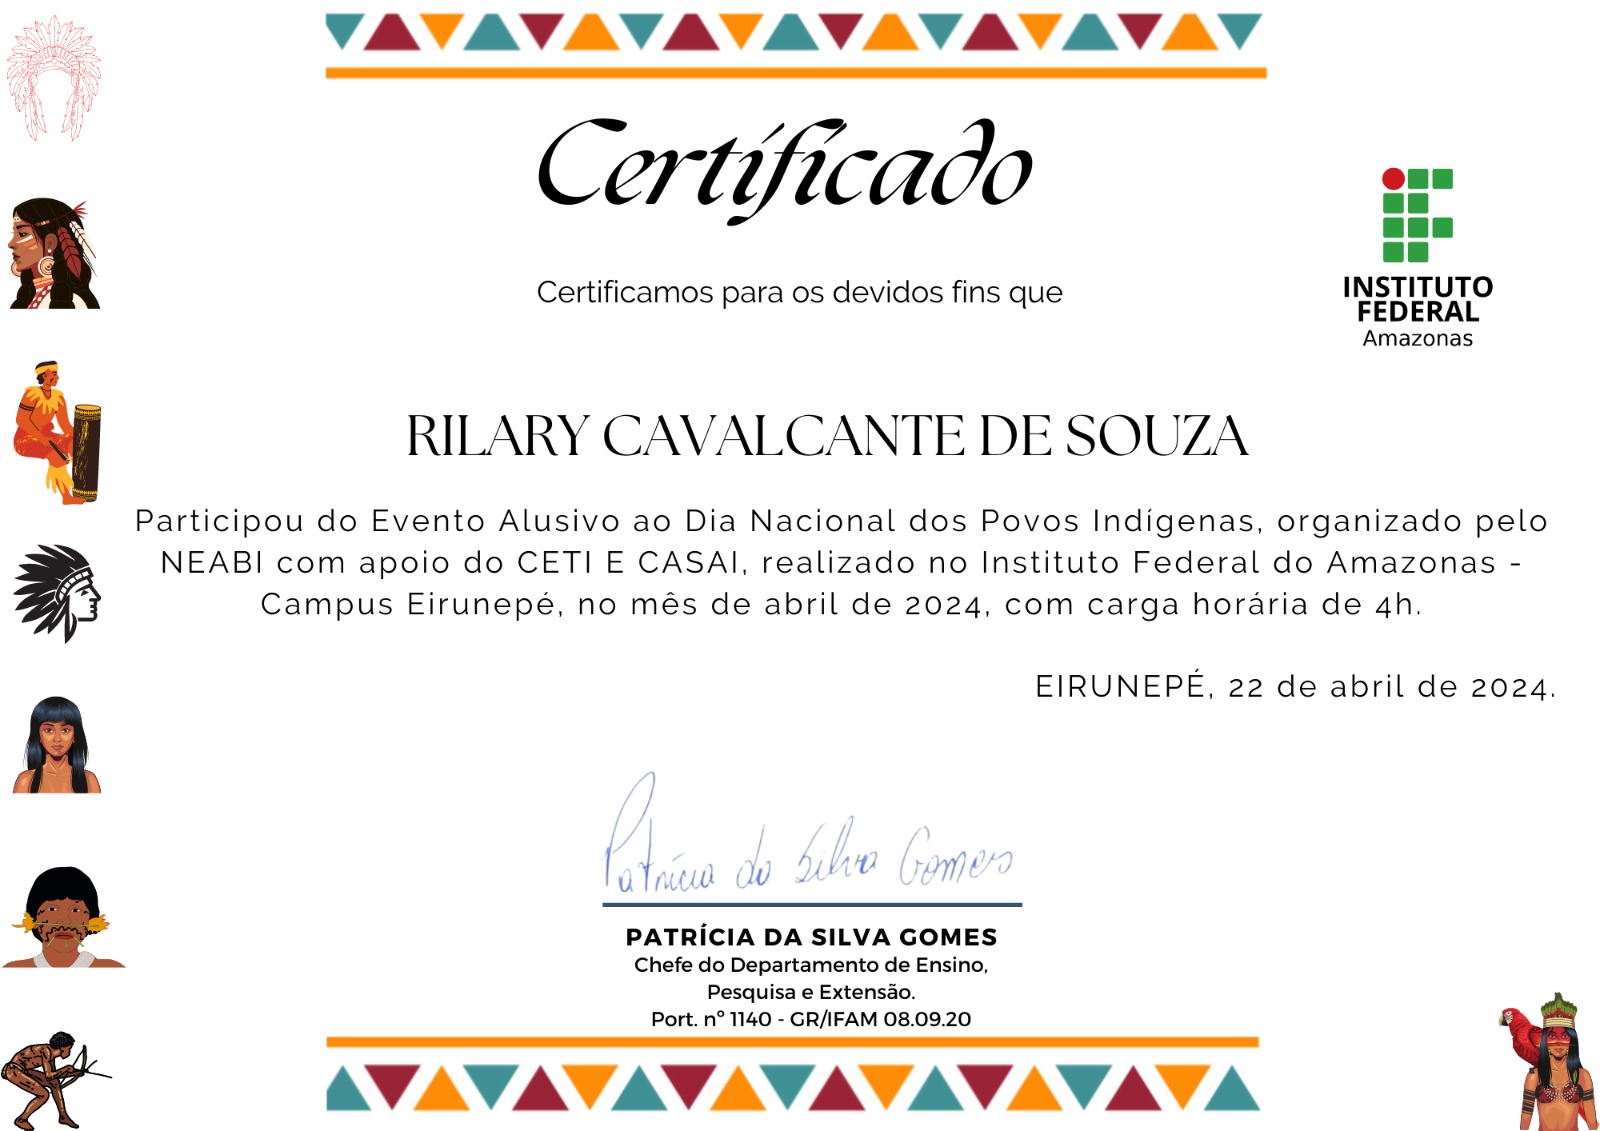 Certificado
Certificamos para os devidos fins que
INSTITUTO
FEDERAL
Amazonas
RILARY CAVALCANTE DE SOUZA
Participou do Evento Alusivo ao Dia Nacional dos Povos Indígenas, organizado pelo
NEABI com apoio do CETI E CASAI, realizado no Instituto Federal do Amazonas -
Campus Eirunepé, no mês de abril de 2024, com carga horária de 4h.
EIRUNEPÉ, 22 de abril de 2024.
Patrícia da Silva Gomes
PATRÍCIA DA SILVA GOMES
Chefe do Departamento de Ensino,
Pesquisa e Extensão.
Port. nº 1140 - GR/IFAM 08.09.20